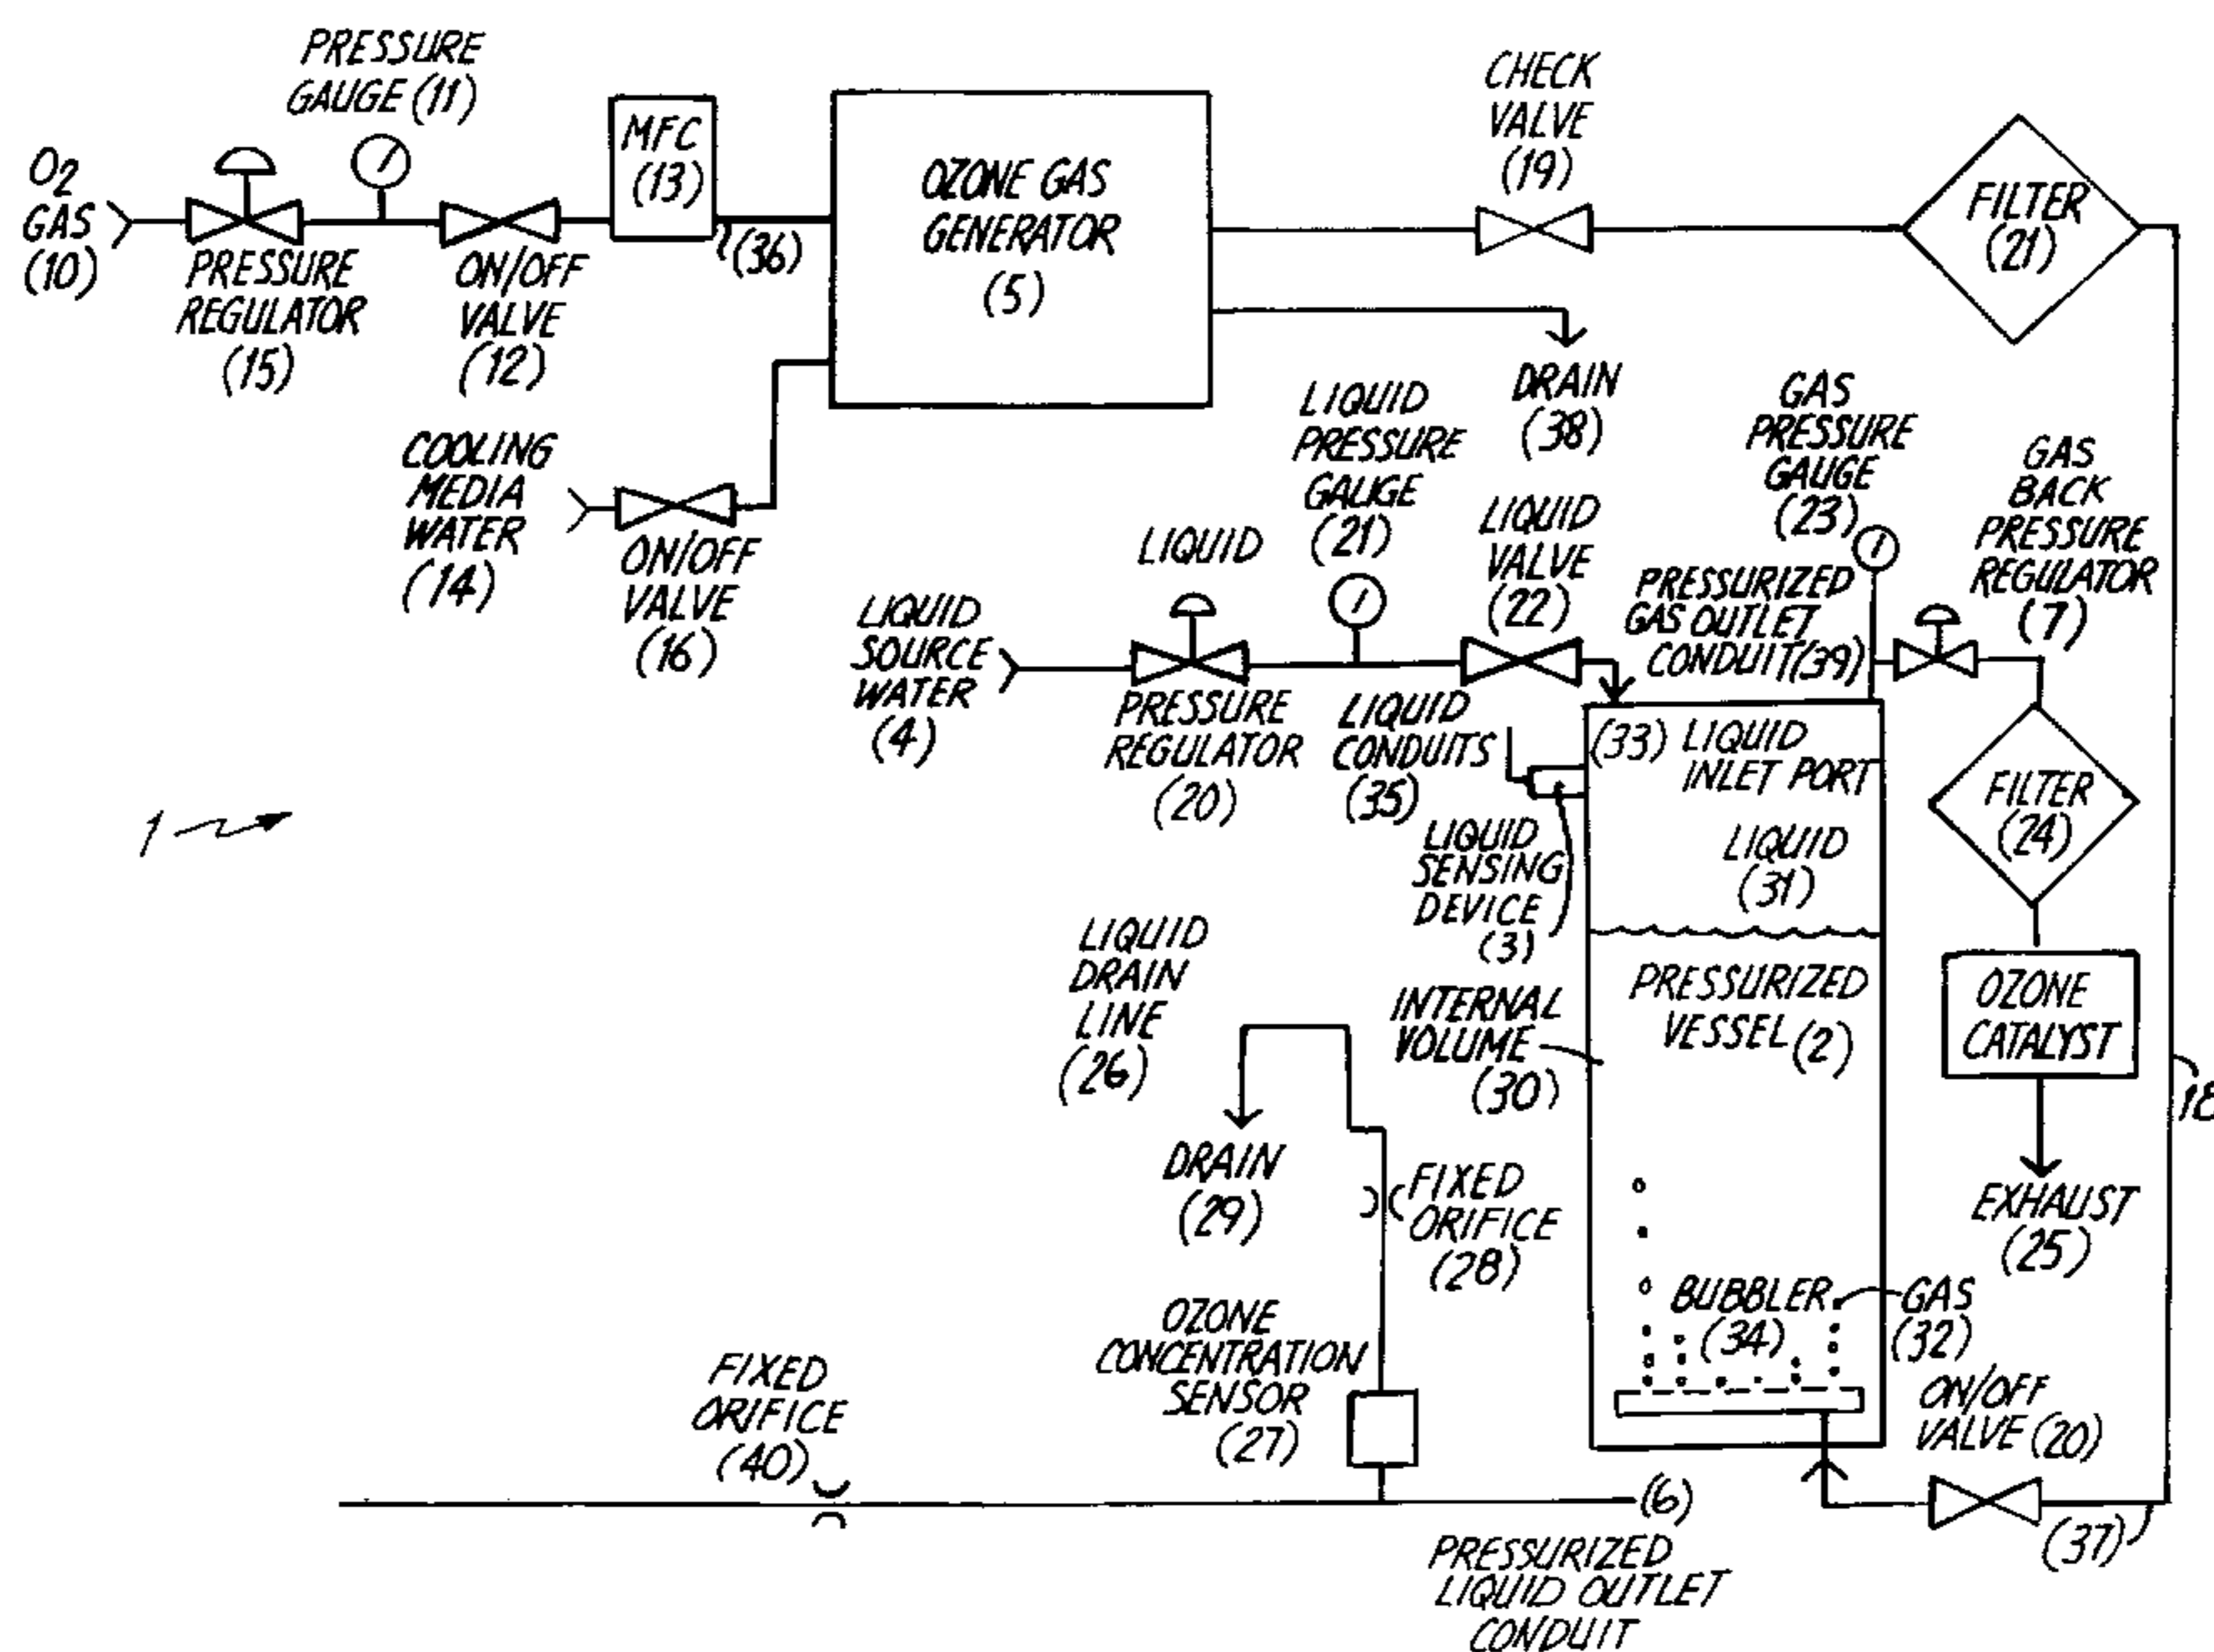 PRESSURE
GAUGE (11)
O2
GAS
(10)
PRESSURE
REGULATOR
(15)
ON/OFF
VALVE
(12)
MFC
(13)
(36)
OZONE GAS
GENERATOR
(5)
CHECK
VALVE
(19)
FILTER
(21)
DRAIN
(38)
COOLING
MEDIA
WATER
(14)
ON/OFF
VALVE
(16)
LIQUID
SOURCE
WATER
(4)
LIQUID
PRESSURE
REGULATOR
(20)
LIQUID
PRESSURE
GAUGE
(21)
LIQUID
CONDUITS
(35)
LIQUID
VALVE
(22)
GAS
PRESSURE
GAUGE
(23)
PRESSURIZED
GAS OUTLET
CONDUIT (39)
GAS
BACK
PRESSURE
REGULATOR
(7)
(33) LIQUID
INLET PORT
LIQUID
(31)
LIQUID
SENSING
DEVICE
(3)
FILTER
(24)
OZONE
CATALYST
EXHAUST
(25)
18
1
PRESSURIZED
VESSEL (2)
INTERNAL
VOLUME
(30)
LIQUID
DRAIN
LINE
(26)
DRAIN
(29)
FIXED
ORIFICE
(28)
OZONE
CONCENTRATION
SENSOR
(27)
BUBBLER
(34)
GAS
(32)
ON/OFF
VALVE (20)
(37)
FIXED
ORIFICE
(40)
(6)
PRESSURIZED
LIQUID OUTLET
CONDUIT